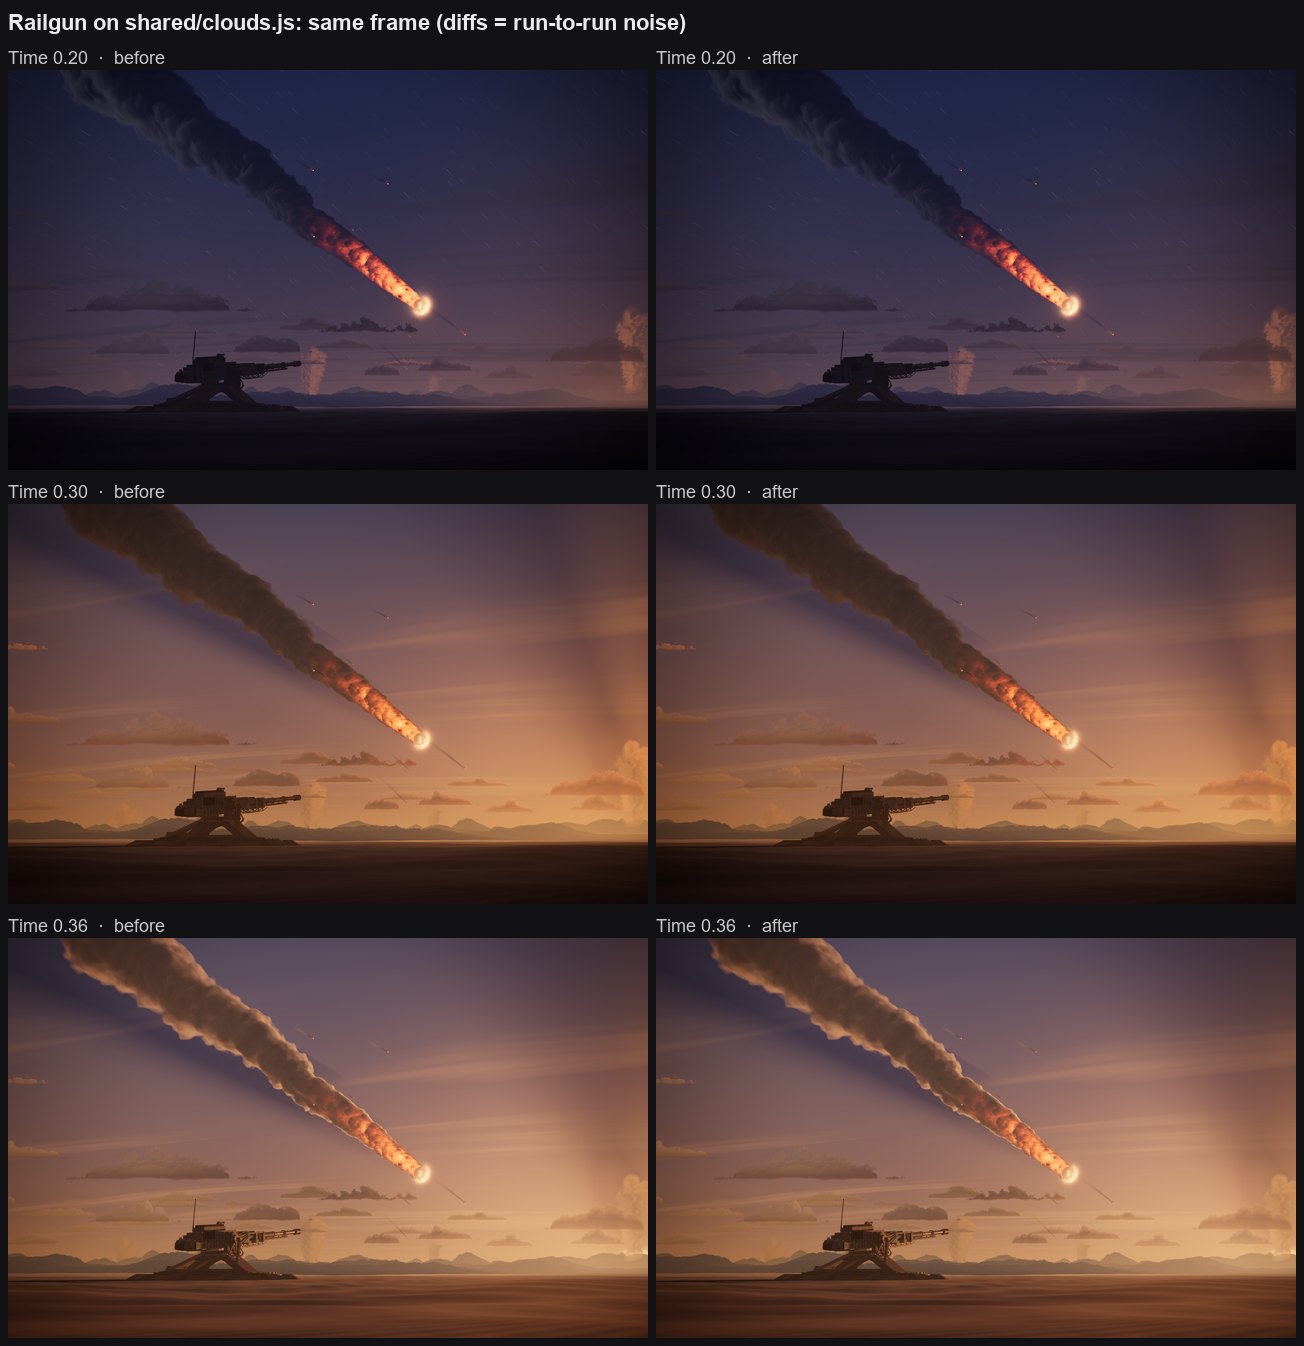 Railgun on shared/clouds.js: same frame (diffs = run-to-run noise)
Time 0.20 · before
Time 0.20 · after
Time 0.30 · before
Time 0.30 · after
Time 0.36 · before
Time 0.36 · after